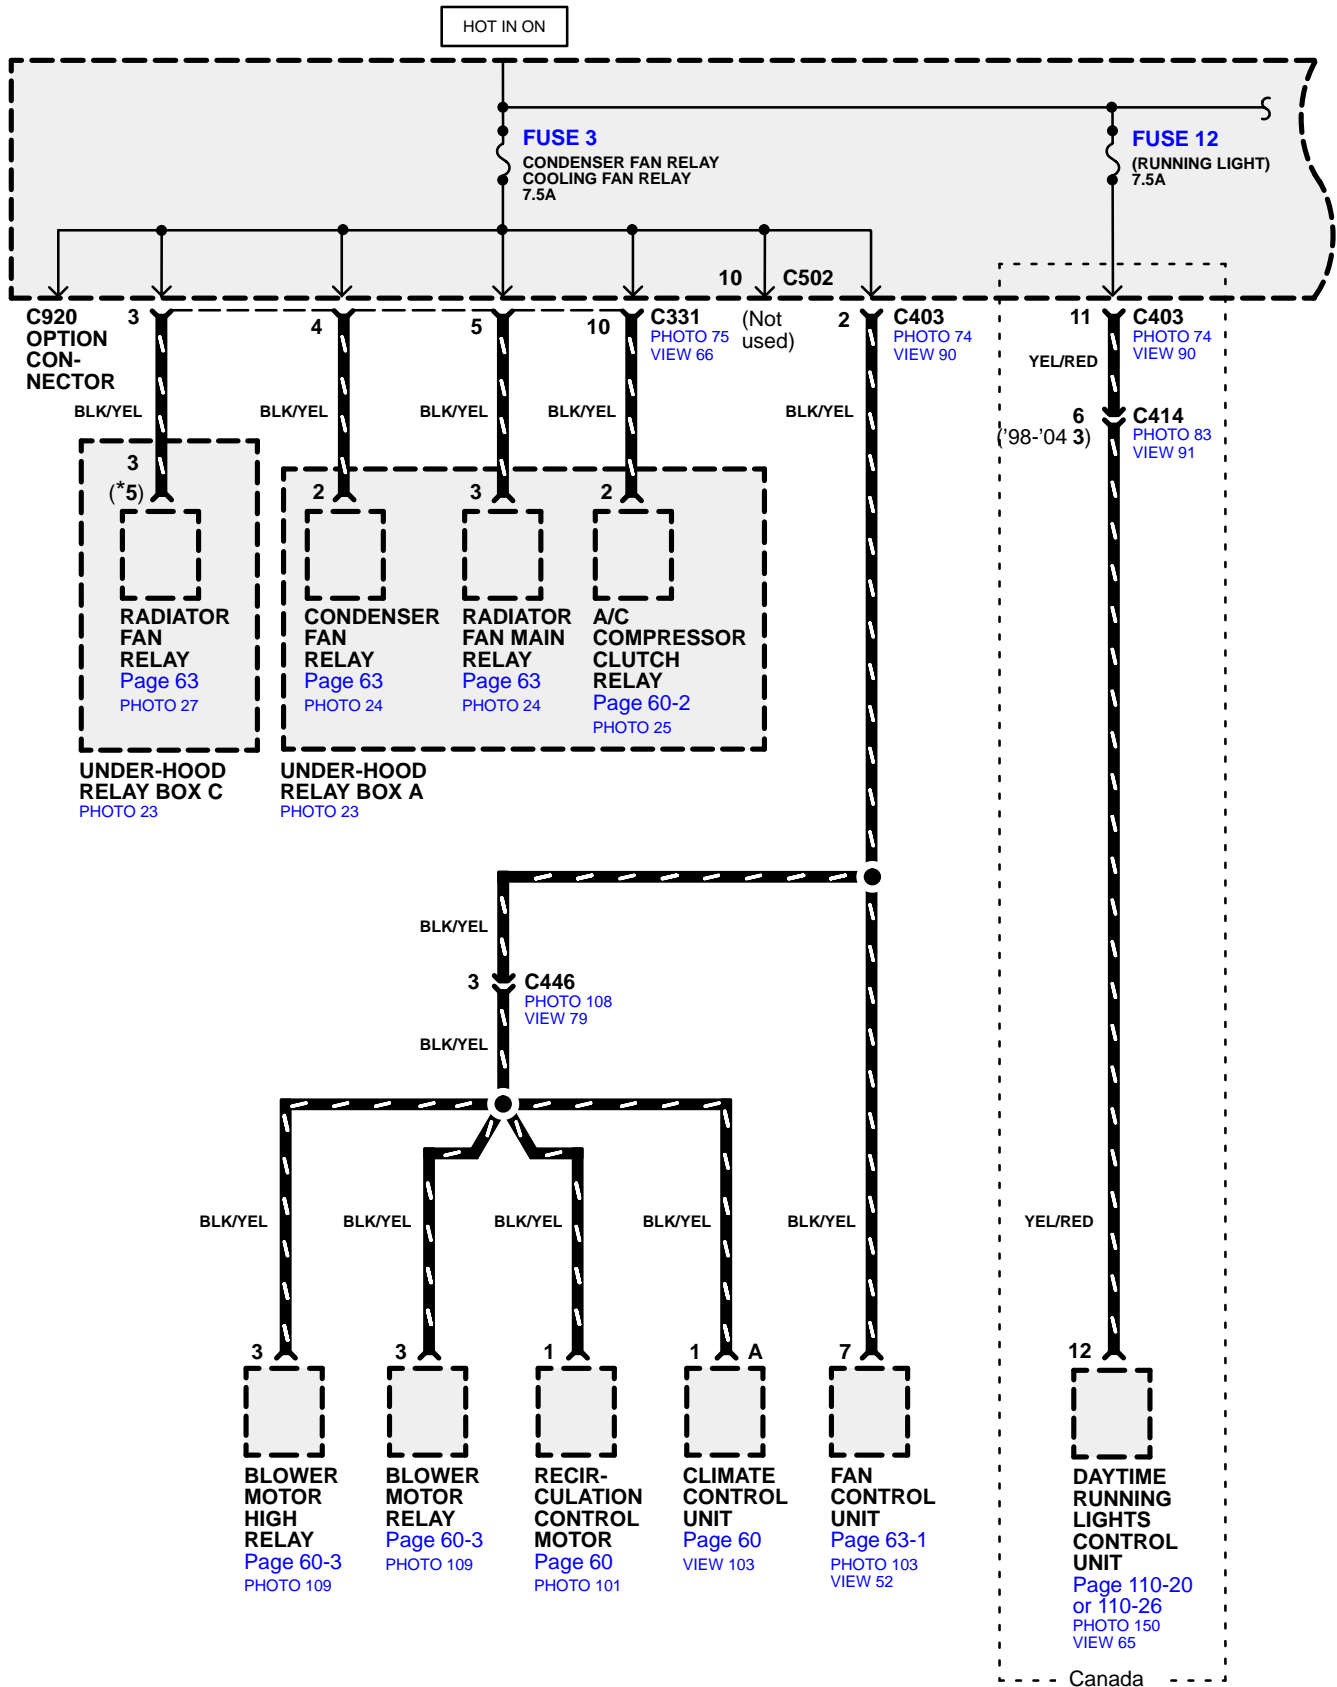 HOT IN ON
FUSE 3
CONDENSER FAN RELAY
COOLING FAN RELAY
7.5A
FUSE 12
(RUNNING LIGHT)
7.5A
10 C502
C920
OPTION
CON-
NECTOR
3
4
5
10
C331
PHOTO 75
VIEW 66
(Not
used)
2
C403
PHOTO 74
VIEW 90
11
C403
PHOTO 74
VIEW 90
YEL/RED
BLK/YEL
BLK/YEL
BLK/YEL
BLK/YEL
BLK/YEL
6
('98-'04 3)
C414
PHOTO 83
VIEW 91
3
(*5)
2
3
2
RADIATOR
FAN
RELAY
Page 63
PHOTO 27
CONDENSER
FAN
RELAY
Page 63
PHOTO 24
RADIATOR
FAN MAIN
RELAY
Page 63
PHOTO 24
A/C
COMPRESSOR
CLUTCH
RELAY
Page 60-2
PHOTO 25
UNDER-HOOD
RELAY BOX C
PHOTO 23
UNDER-HOOD
RELAY BOX A
PHOTO 23
BLK/YEL
3
C446
PHOTO 108
VIEW 79
BLK/YEL
BLK/YEL
BLK/YEL
BLK/YEL
BLK/YEL
BLK/YEL
YEL/RED
3
3
1
1 A
7
12
BLOWER
MOTOR
HIGH
RELAY
Page 60-3
PHOTO 109
BLOWER
MOTOR
RELAY
Page 60-3
PHOTO 109
RECIR-
CULATION
CONTROL
MOTOR
Page 60
PHOTO 101
CLIMATE
CONTROL
UNIT
Page 60
VIEW 103
FAN
CONTROL
UNIT
Page 63-1
PHOTO 103
VIEW 52
DAYTIME
RUNNING
LIGHTS
CONTROL
UNIT
Page 110-20
or 110-26
PHOTO 150
VIEW 65
Canada